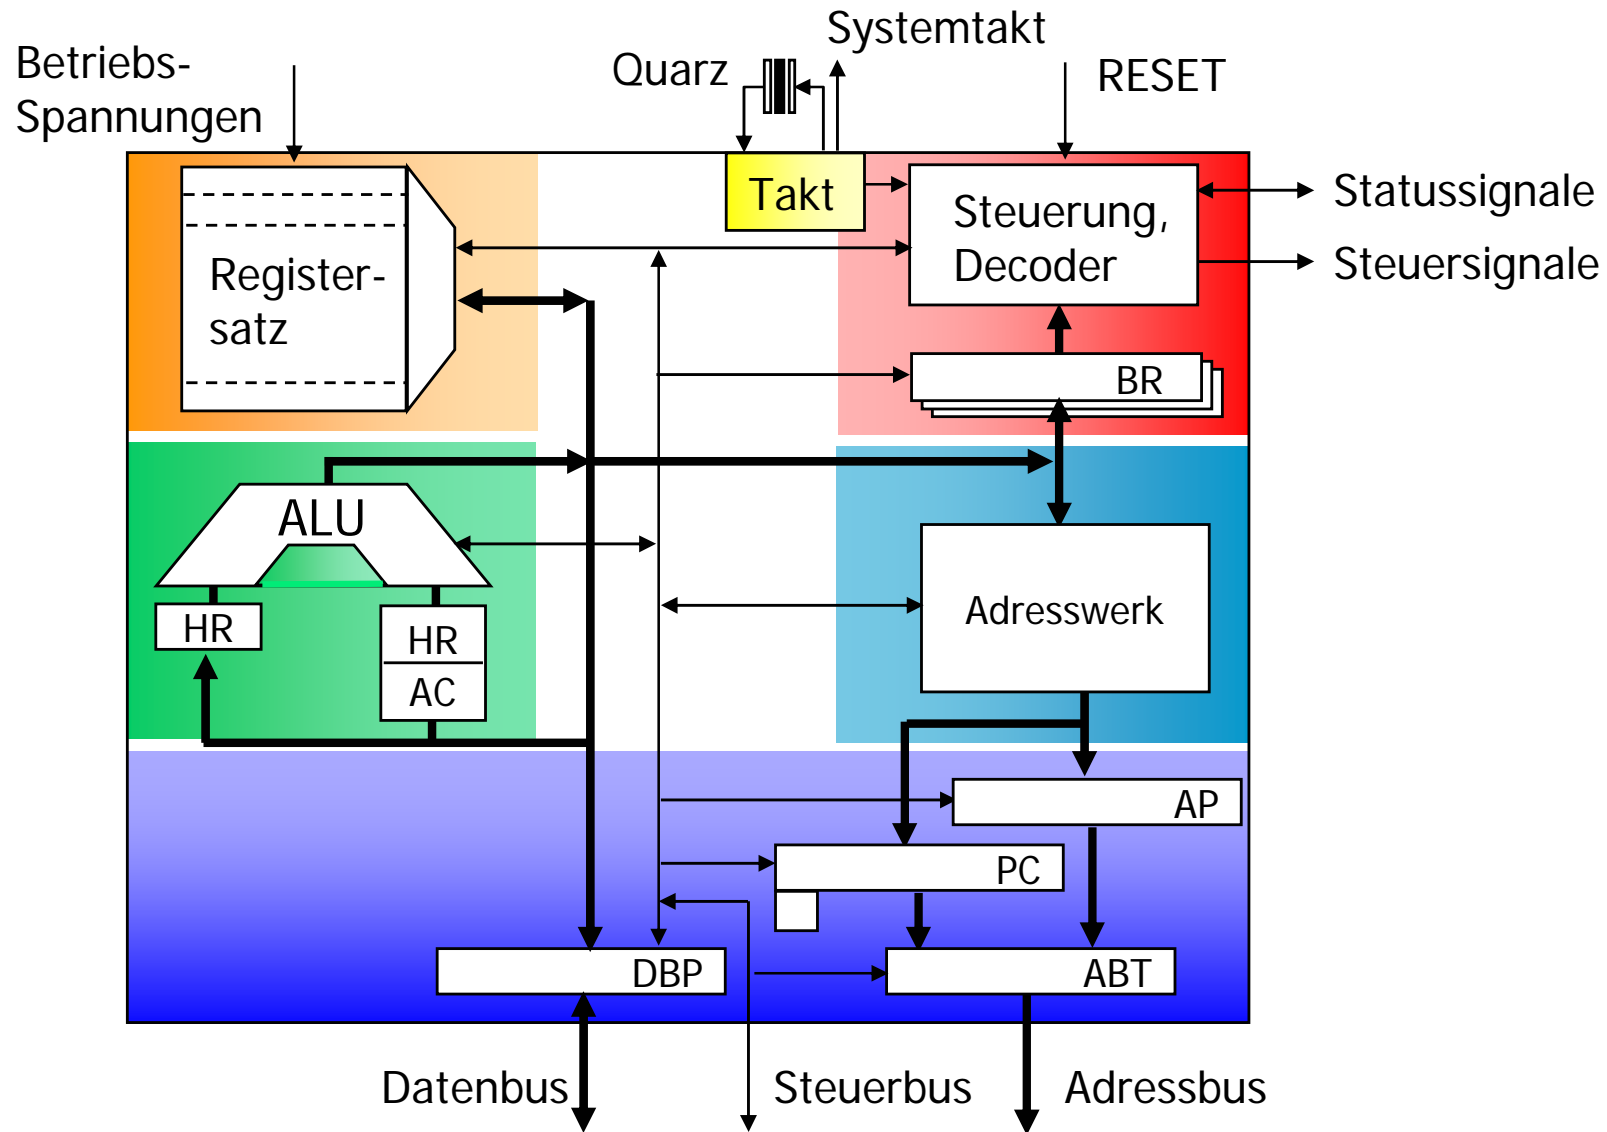 Systemtakt
Betriebs-
Spannungen
Quarz
RESET
Takt
Steuerung,
Decoder
Statussignale
Steuersignale
Register-
satz
BR
ALU
HR
HR
AC
Adresswerk
AP
PC
DBP
ABT
Datenbus
Steuerbus
Adressbus